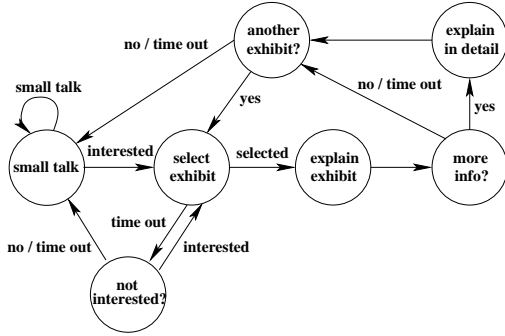 another
exhibit?
explain
in detail
no / time out
no / time out
small talk
yes
yes
small talk
interested
select
exhibit
selected
explain
exhibit
more
info?
time out
no / time out
interested
not
interested?